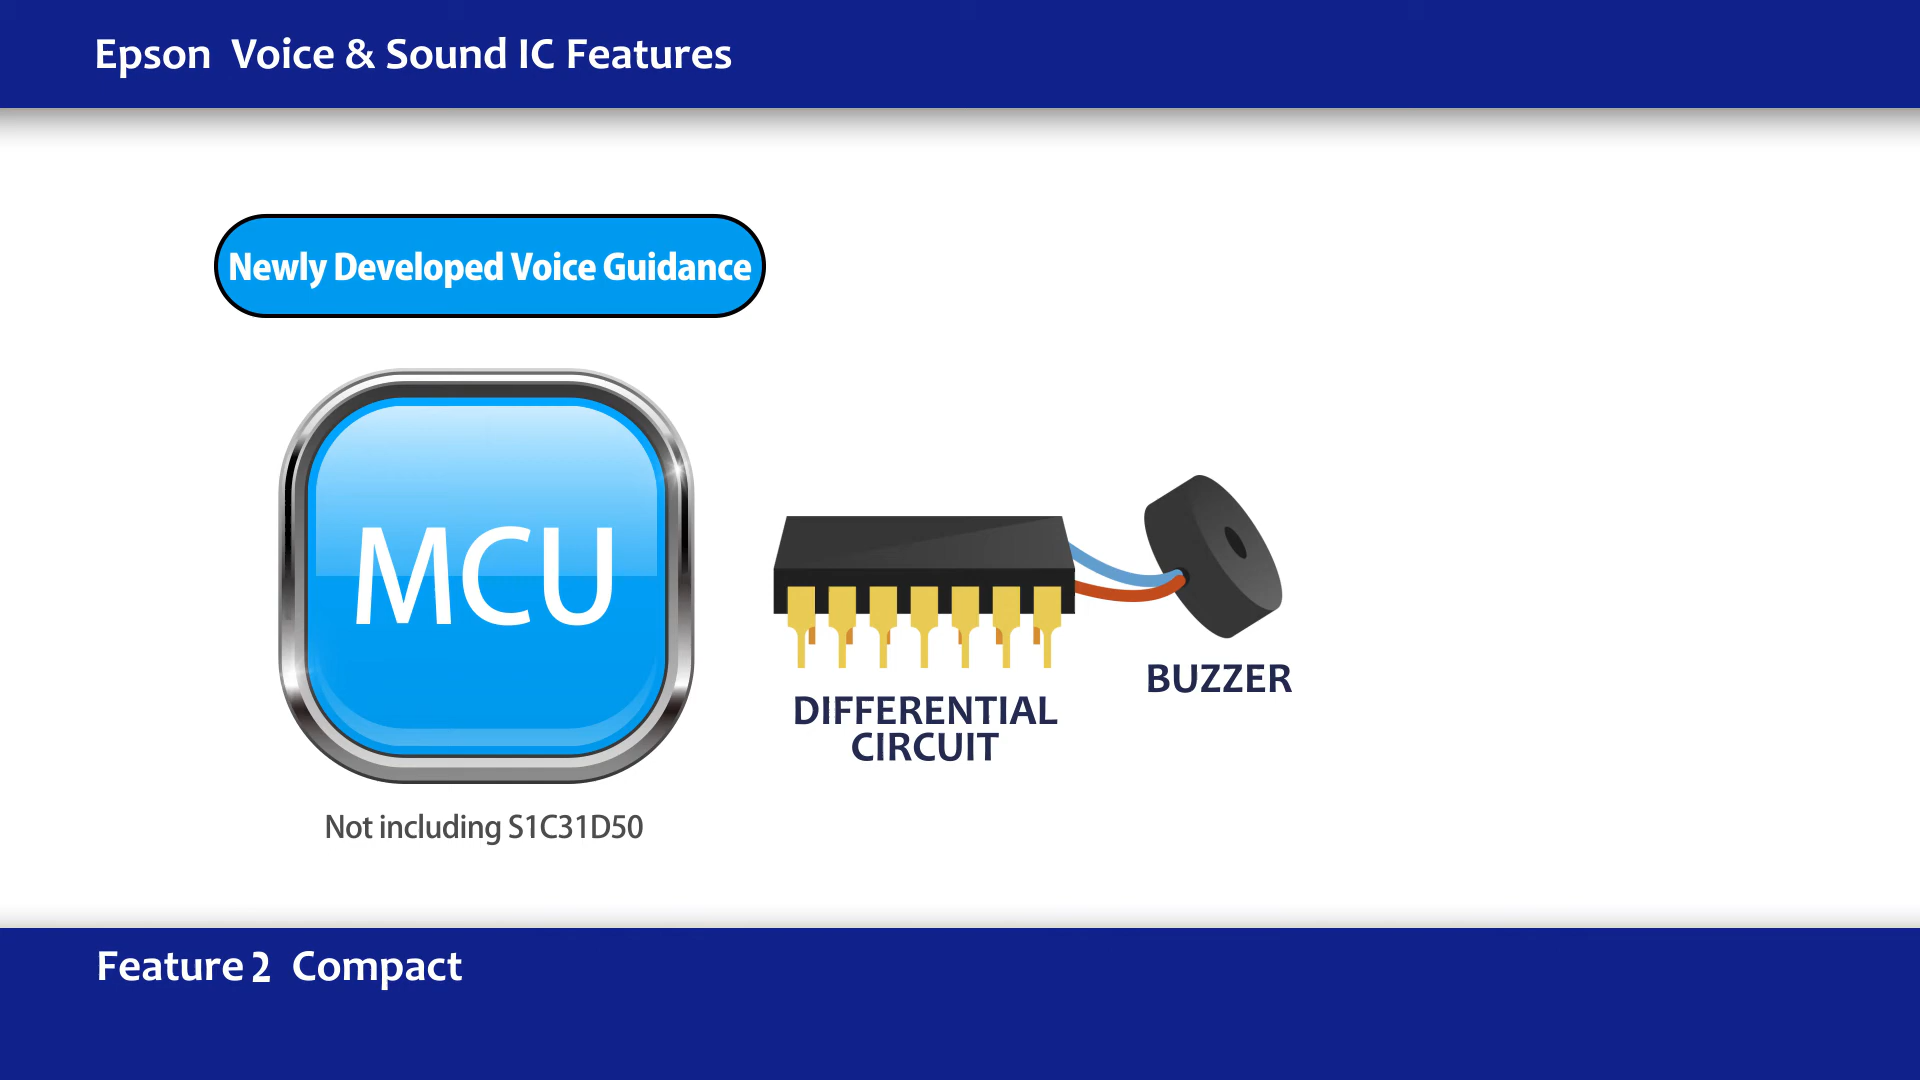 Epson Voice & Sound IC Features
Newly Developed Voice Guidance
MCU
DIFFERENTIAL
CIRCUIT
BUZZER
Not including S1C31D50
Feature 2 Compact